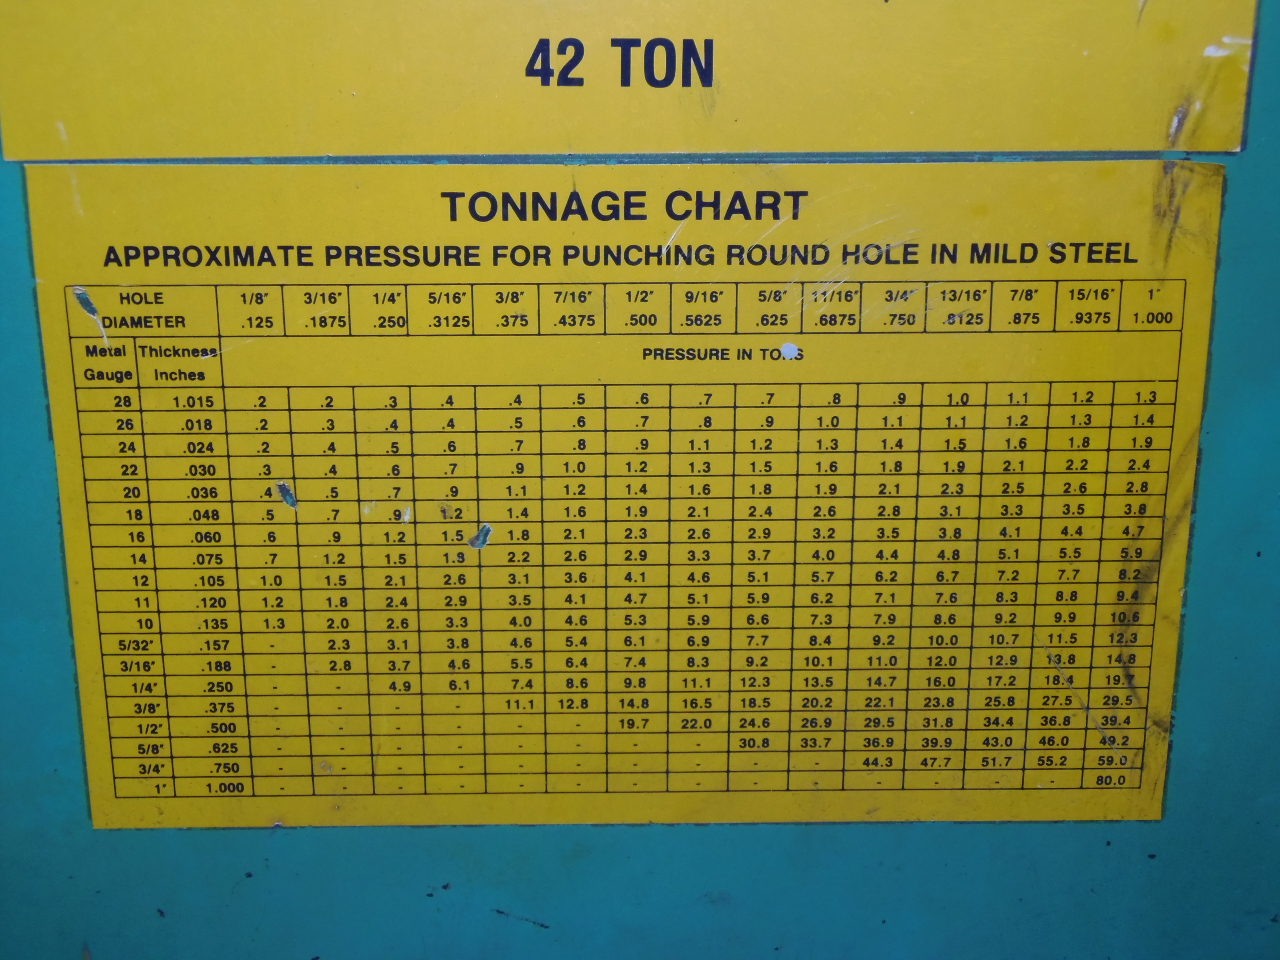 42 TON
TONNAGE CHART
APPROXIMATE PRESSURE FOR PUNCHING ROUND HOLE IN MILD STEEL
HOLE 1/8" 3/16" 1/4" 5/16" 3/8" 7/16" 1/2" 9/16" 5/8" 11/16" 3/4" 13/16" 7/8" 15/16" 1"
DIAMETER .125 .1875 .250 .3125 .375 .4375 .500 .5625 .625 .6875 .750 .8125 .875 .9375 1.000
Metal Thickness
Gauge Inches
PRESSURE IN TONS
28 1.015 .2 .2 .3 .4 .4 .5 .6 .7 .7 .8 .9 1.0 1.1 1.2 1.3
26 .018 .2 .3 .4 .4 .5 .6 .7 .8 .9 1.0 1.1 1.1 1.2 1.3 1.4
24 .024 .2 .4 .5 .6 .7 .8 .9 1.1 1.2 1.3 1.4 1.5 1.6 1.8 1.9
22 .030 .3 .4 .6 .7 .9 1.0 1.2 1.3 1.5 1.6 1.8 1.9 2.1 2.2 2.4
20 .036 .4 .5 .7 .9 1.1 1.2 1.4 1.6 1.8 1.9 2.1 2.3 2.5 2.6 2.8
18 .048 .5 .7 .9 1.2 1.4 1.6 1.9 2.1 2.4 2.6 2.8 3.1 3.3 3.5 3.8
16 .060 .6 .9 1.2 1.5 1.8 2.1 2.3 2.6 2.9 3.2 3.5 3.8 4.1 4.4 4.7
14 .075 .7 1.2 1.5 1.3 2.2 2.6 2.9 3.3 3.7 4.0 4.4 4.8 5.1 5.5 5.9
12 .105 1.0 1.5 2.1 2.6 3.1 3.6 4.1 4.6 5.1 5.7 6.2 6.7 7.2 7.7 8.2
11 .120 1.2 1.8 2.4 2.9 3.5 4.1 4.7 5.1 5.9 6.2 7.1 7.6 8.3 8.8 9.4
10 .135 1.3 2.0 2.6 3.3 4.0 4.6 5.3 5.9 6.6 7.3 7.9 8.6 9.2 9.9 10.6
5/32" .157 - 2.3 3.1 3.8 4.6 5.4 6.1 6.9 7.7 8.4 9.2 10.0 10.7 11.5 12.3
3/16" .188 - 2.8 3.7 4.6 5.5 6.4 7.4 8.3 9.2 10.1 11.0 12.0 12.9 13.8 14.8
1/4" .250 - - 4.9 6.1 7.4 8.6 9.8 11.1 12.3 13.5 14.7 16.0 17.2 18.4 19.7
3/8" .375 - - - - 11.1 12.8 14.8 16.5 18.5 20.2 22.1 23.8 25.8 27.5 29.5
1/2" .500 - - - - - - 19.7 22.0 24.6 26.9 29.5 31.8 34.4 36.8 39.4
5/8" .625 - - - - - - - - 30.8 33.7 36.9 39.9 43.0 46.0 49.2
3/4" .750 - - - - - - - - - - 44.3 47.7 51.7 55.2 59.0
1" 1.000 - - - - - - - - - - - - - - 80.0